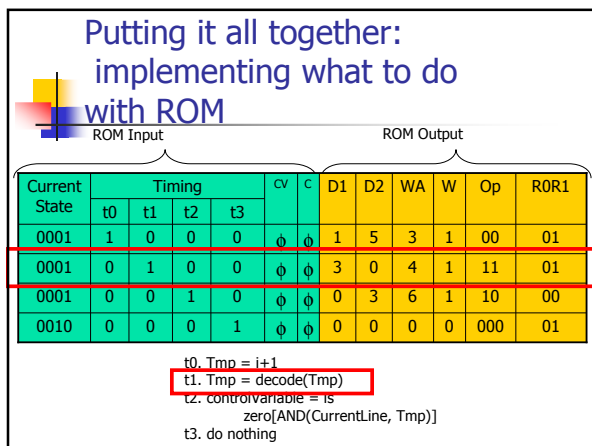 Putting it all together:
implementing what to do
with ROM
ROM Input ROM Output
Current State Timing CV C D1 D2 WA W Op R0R1
t0 t1 t2 t3
0001 1 0 0 0 ϕ ϕ 1 5 3 1 00 01
0001 0 1 0 0 ϕ ϕ 3 0 4 1 11 01
0001 0 0 1 0 ϕ ϕ 0 3 6 1 10 00
0010 0 0 0 1 ϕ ϕ 0 0 0 0 000 01
t0. Tmp = i+1
t1. Tmp = decode(Tmp)
t2. controlVariable = is
zero[AND(CurrentLine, Tmp)]
t3. do nothing